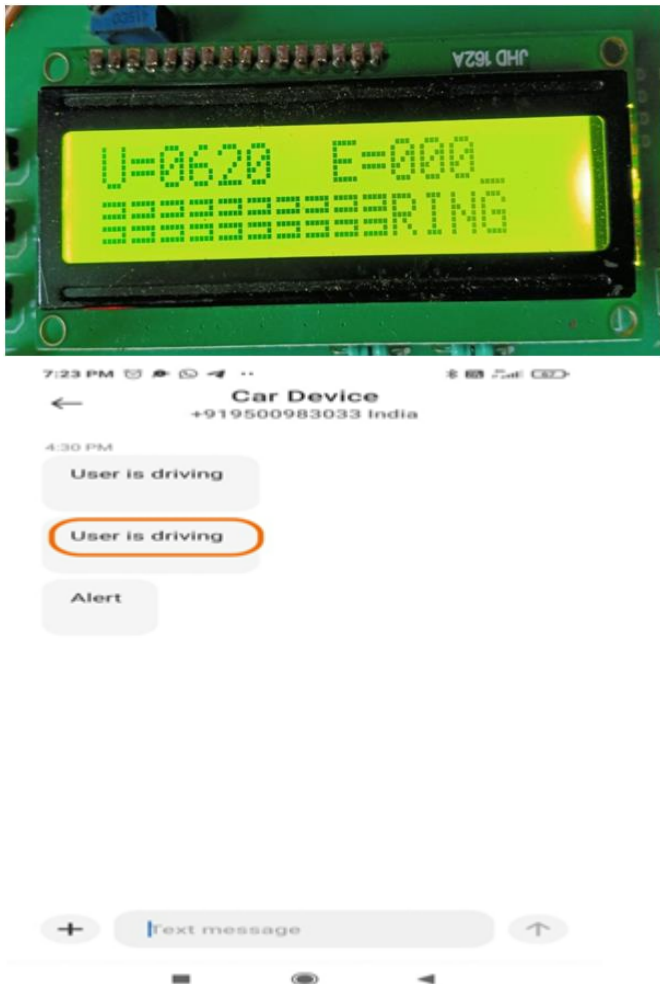 JHD 162A
U=0620 E=000_
RING
7:23 PM
Car Device
+919500983033 India
4:30 PM
User is driving
User is driving
Alert
Text message